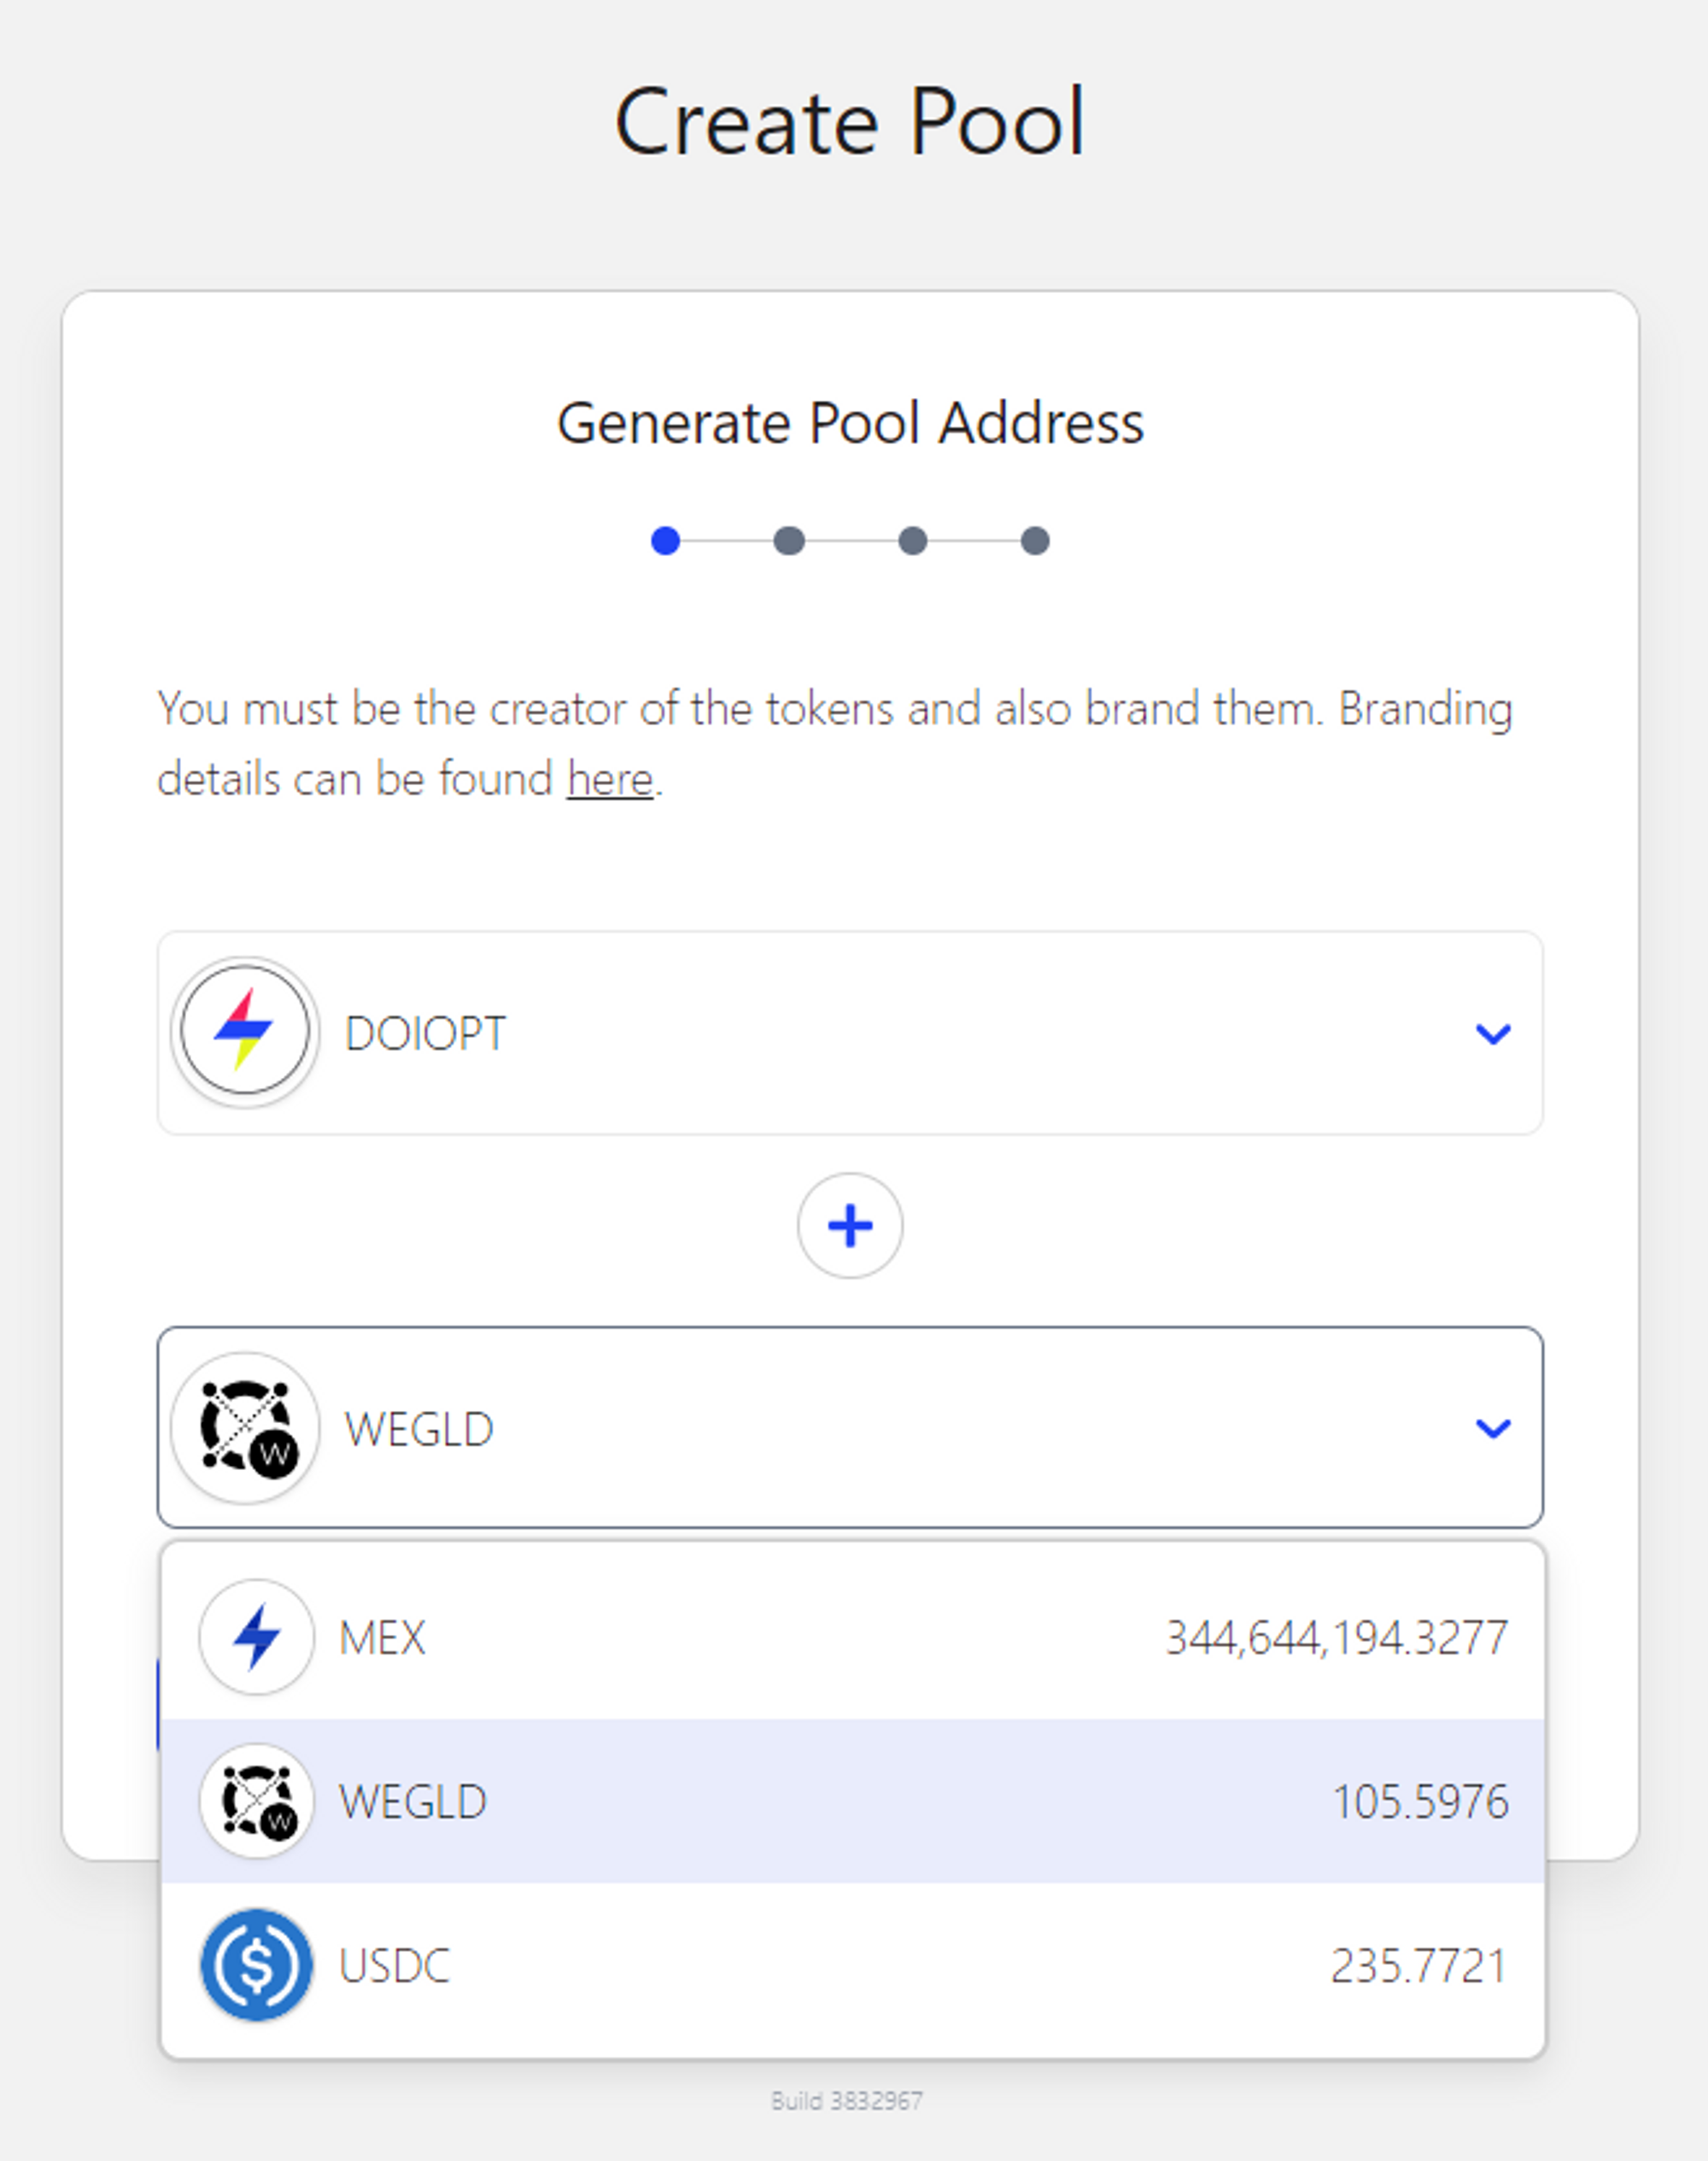 Create Pool
Generate Pool Address
You must be the creator of the tokens and also brand them. Branding
details can be found here.
DOIOPT
WEGLD
W
MEX 344,644,194.3277
WEGLD 105.5976
W
USDC 235.7721
$
Build 3832967